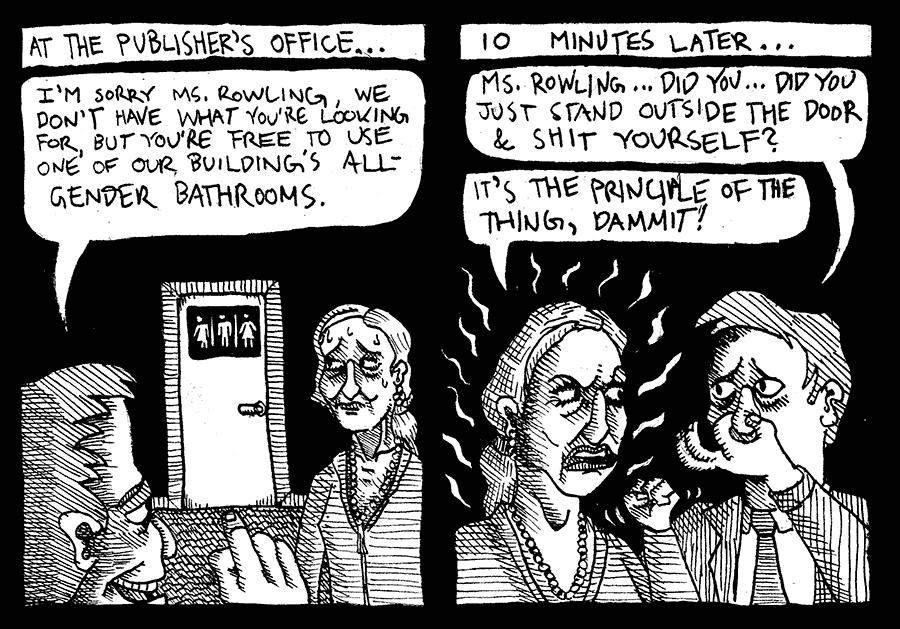 AT THE PUBLISHER'S OFFICE...
I'M SORRY MS. ROWLING, WE
DON'T HAVE WHAT YOU'RE LOOKING
FOR, BUT YOU'RE FREE TO USE
ONE OF OUR BUILDING'S ALL-
GENDER BATHROOMS.
10 MINUTES LATER...
MS. ROWLING... DID YOU... DID YOU
JUST STAND OUTSIDE THE DOOR
& SHIT YOURSELF?
IT'S THE PRINCIPLE OF THE
THING, DAMMIT!